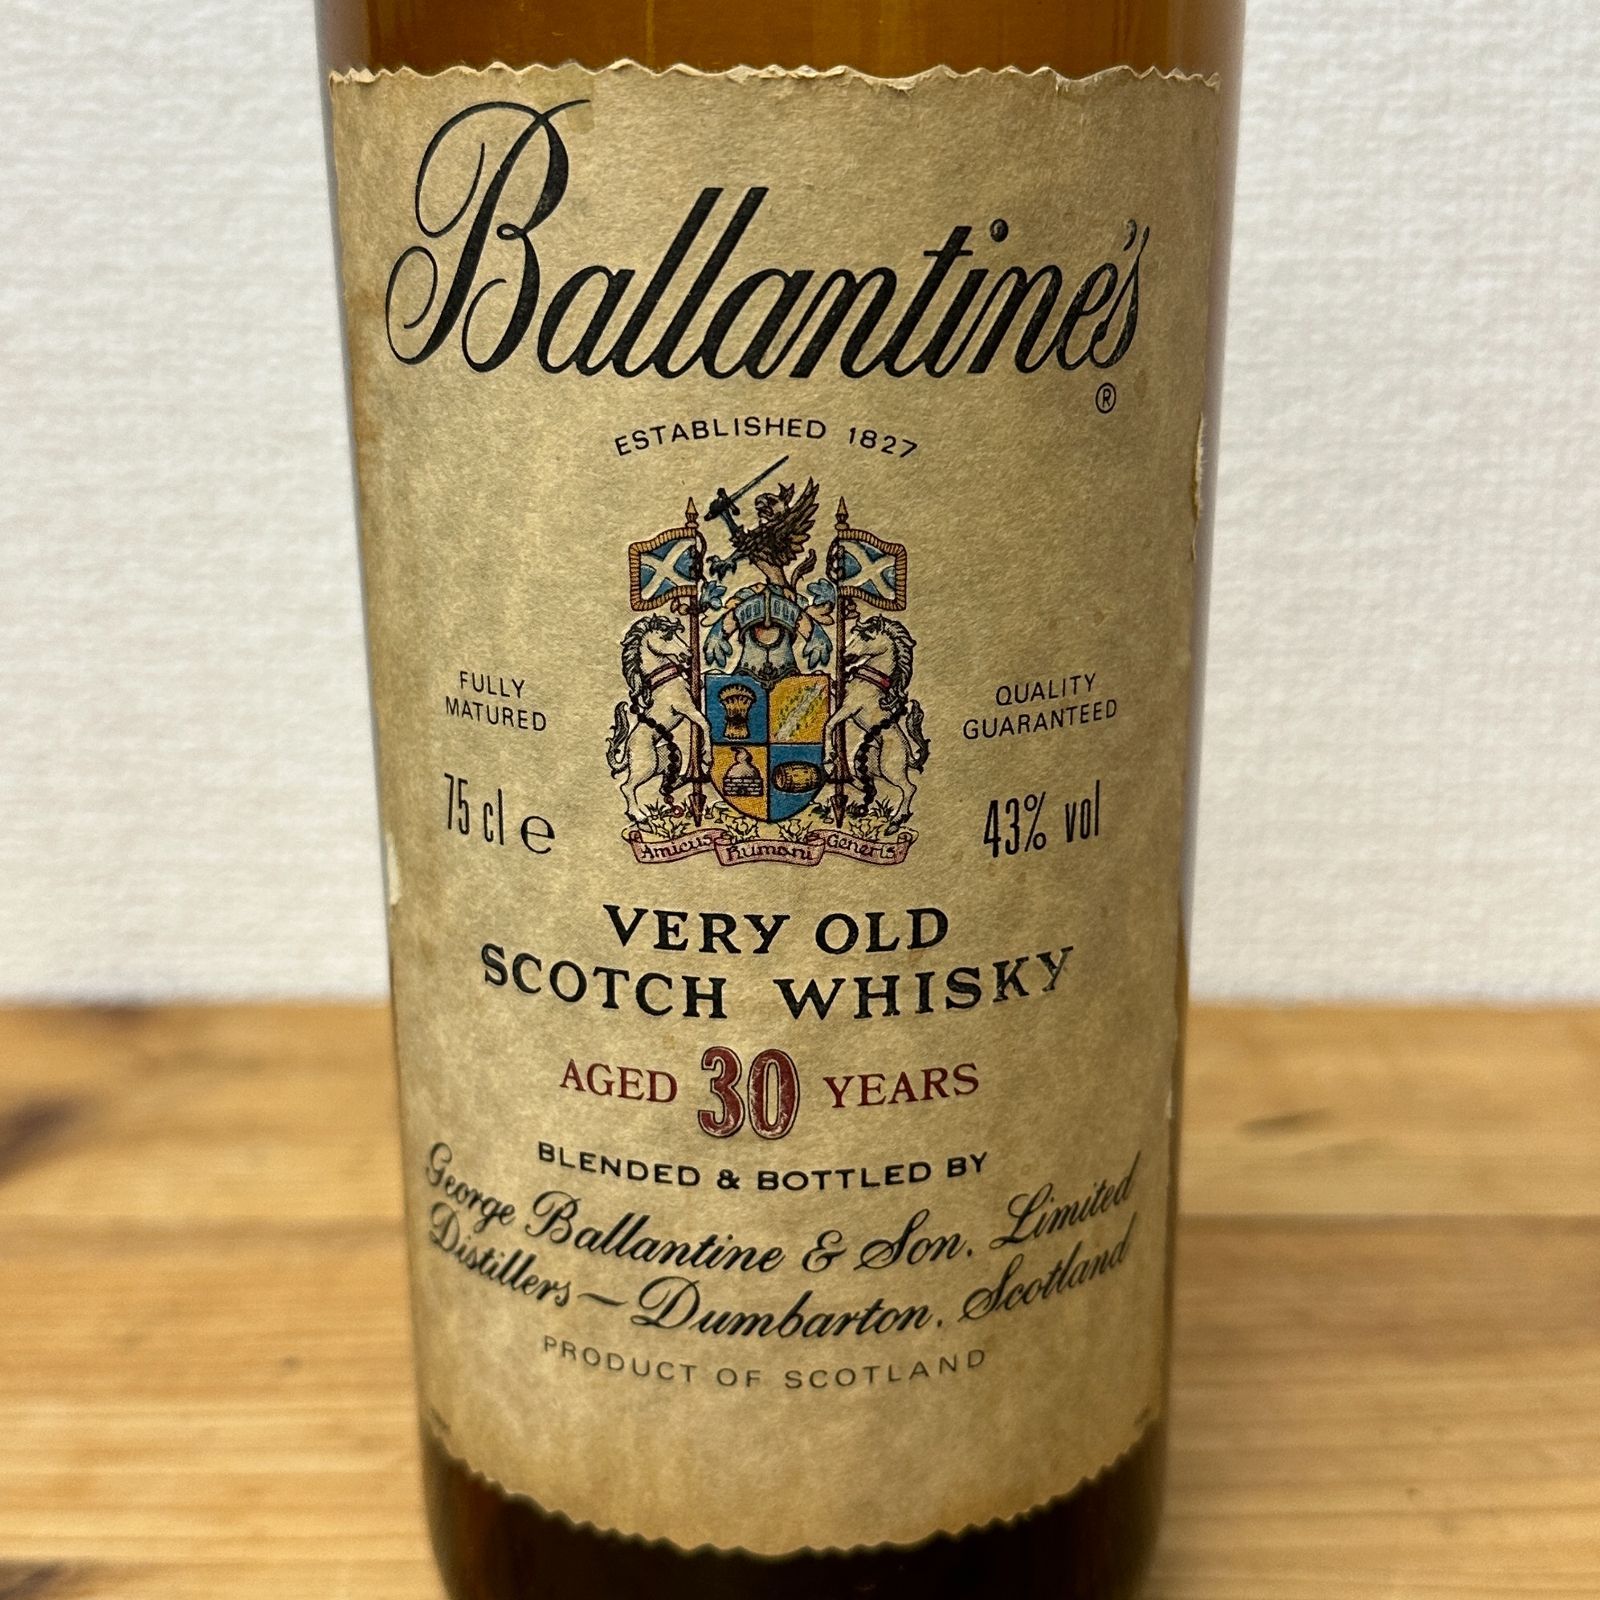 Ballantine's
®
ESTABLISHED 1827
FULLY MATURED
QUALITY GUARANTEED
75 cl e
43% vol
Amicus Humani Generis
VERY OLD
SCOTCH WHISKY
AGED 30 YEARS
BLENDED & BOTTLED BY
George Ballantine & Son. Limited
Distillers – Dumbarton. Scotland
PRODUCT OF SCOTLAND